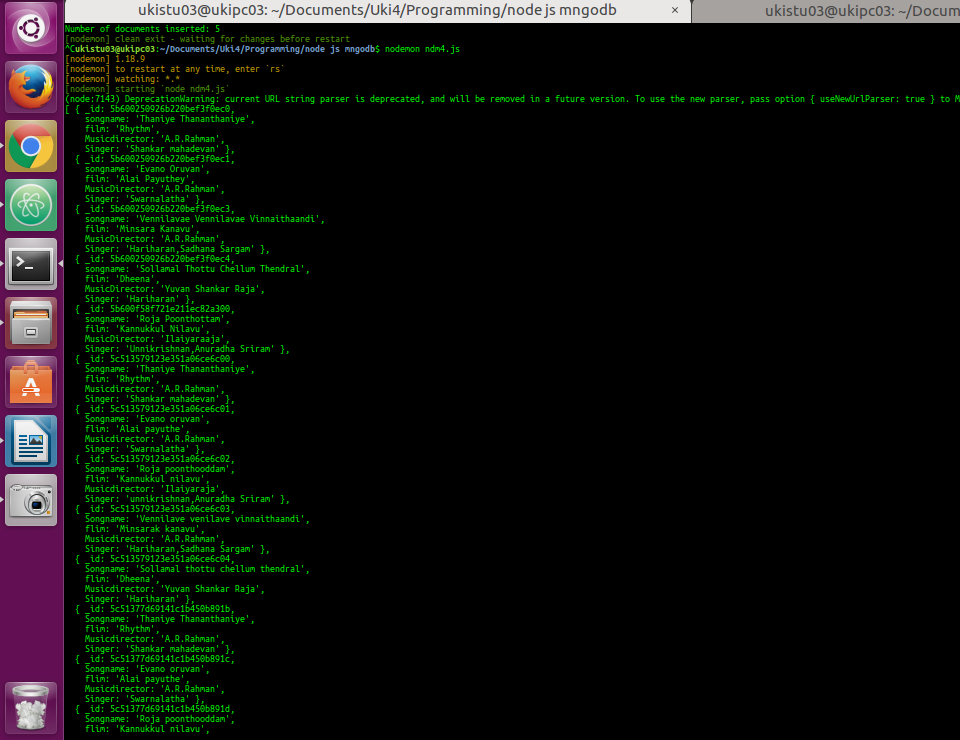 ukistu03@ukipc03: ~/Documents/Uki4/Programming/node js mngodb
×
ukistu03@ukipc03: ~/Docum
Number of documents inserted: 5
[nodemon] clean exit - waiting for changes before restart
^Cukistu03@ukipc03:~/Documents/Uki4/Programming/node js mngodb$ nodemon ndm4.js
[nodemon] 1.18.9
[nodemon] to restart at any time, enter `rs`
[nodemon] watching: *.*
[nodemon] starting `node ndm4.js`
(node:7143) DeprecationWarning: current URL string parser is deprecated, and will be removed in a future version. To use the new parser, pass option { useNewUrlParser: true } to M
[ { _id: 5b600250926b220bef3f0ec0,
songname: 'Thaniye Thananthaniye',
film: 'Rhythm',
Musicdirector: 'A.R.Rahman',
Singer: 'Shankar mahadevan' },
{ _id: 5b600250926b220bef3f0ec1,
songname: 'Evano Oruvan',
film: 'Alai Payuthey',
MusicDirector: 'A.R.Rahman',
Singer: 'Swarnalatha' },
{ _id: 5b600250926b220bef3f0ec3,
songname: 'Vennilavae Vennilavae Vinnaithaandi',
film: 'Minsara Kanavu',
MusicDirector: 'A.R.Rahman',
Singer: 'Hariharan,Sadhana Sargam' },
{ _id: 5b600250926b220bef3f0ec4,
songname: 'Sollamal Thottu Chellum Thendral',
film: 'Dheena',
MusicDirector: 'Yuvan Shankar Raja',
Singer: 'Hariharan' },
{ _id: 5b600f58f721e211ec82a300,
songname: 'Roja Poonthottam',
film: 'Kannukkul Nilavu',
MusicDirector: 'Ilaiyaraaja',
Singer: 'Unnikrishnan,Anuradha Sriram' },
{ _id: 5c513579123e351a06ce6c00,
Songname: 'Thaniye Thananthaniye',
flim: 'Rhythm',
Musicdirector: 'A.R.Rahman',
Singer: 'Shankar mahadevan' },
{ _id: 5c513579123e351a06ce6c01,
Songname: 'Evano oruvan',
flim: 'Alai payuthe',
Musicdirector: 'A.R.Rahman',
Singer: 'Swarnalatha' },
{ _id: 5c513579123e351a06ce6c02,
Songname: 'Roja poonthooddam',
flim: 'Kannukkul nilavu',
Musicdirector: 'Ilaiyaraja',
Singer: 'unnikrishnan,Anuradha Sriram' },
{ _id: 5c513579123e351a06ce6c03,
Songname: 'Vennilave venilave vinnaithaandi',
flim: 'Minsarak kanavu',
Musicdirector: 'A.R.Rahman',
Singer: 'Hariharan,Sadhana Sargam' },
{ _id: 5c513579123e351a06ce6c04,
Songname: 'Sollamal thottu chellum thendral',
flim: 'Dheena',
Musicdirector: 'Yuvan Shankar Raja',
Singer: 'Hariharan' },
{ _id: 5c51377d69141c1b450b891b,
Songname: 'Thaniye Thananthaniye',
flim: 'Rhythm',
Musicdirector: 'A.R.Rahman',
Singer: 'Shankar mahadevan' },
{ _id: 5c51377d69141c1b450b891c,
Songname: 'Evano oruvan',
flim: 'Alai payuthe',
Musicdirector: 'A.R.Rahman',
Singer: 'Swarnalatha' },
{ _id: 5c51377d69141c1b450b891d,
Songname: 'Roja poonthooddam',
flim: 'Kannukkul nilavu',